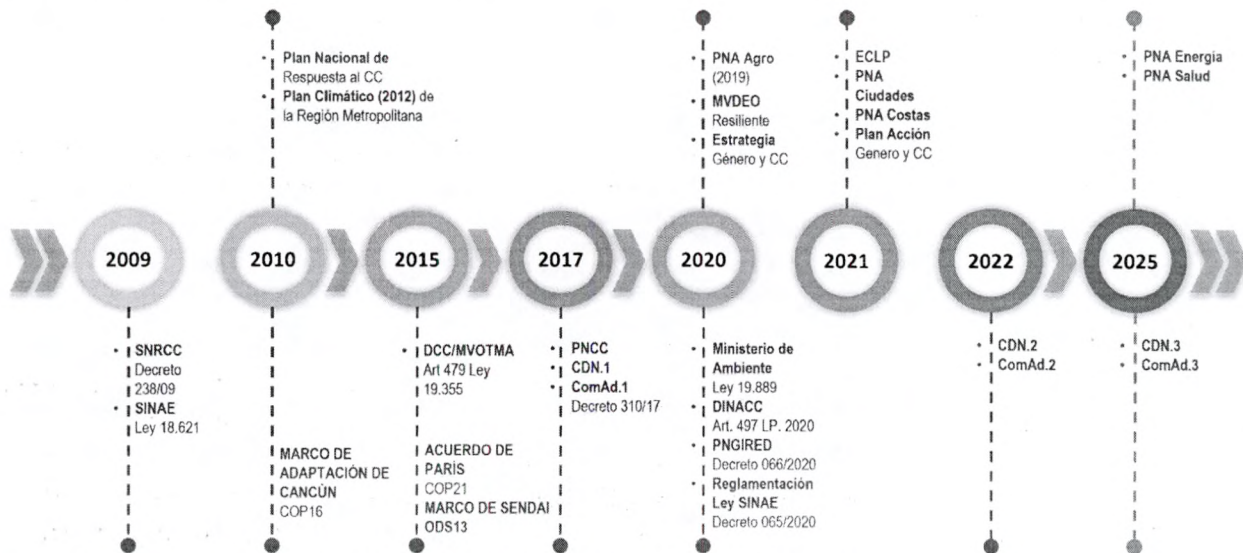 • Plan Nacional de
Respuesta al CC
• Plan Climático (2012) de
la Región Metropolitana
• PNA Agro
(2019)
• MVDEO
Resiliente
• Estrategia
Género y CC
• ECLP
• PNA
Ciudades
• PNA Costas
• Plan Acción
Genero y CC
• PNA Energía
• PNA Salud
2009
2010
2015
2017
2020
2021
2022
2025
• SNRCC
Decreto
238/09
• SINAE
Ley 18.621
MARCO DE
ADAPTACIÓN DE
CANCÚN
COP16
• DCC/MVOTMA
Art 479 Ley
19.355
ACUERDO DE
PARÍS
COP21
MARCO DE SENDAI
ODS13
• PNCC
• CDN.1
• ComAd.1
Decreto 310/17
• Ministerio de
Ambiente
Ley 19.889
• DINACC
Art. 497 LP. 2020
• PNGIRED
Decreto 066/2020
• Reglamentación
Ley SINAE
Decreto 065/2020
• CDN.2
• ComAd.2
• CDN.3
• ComAd.3